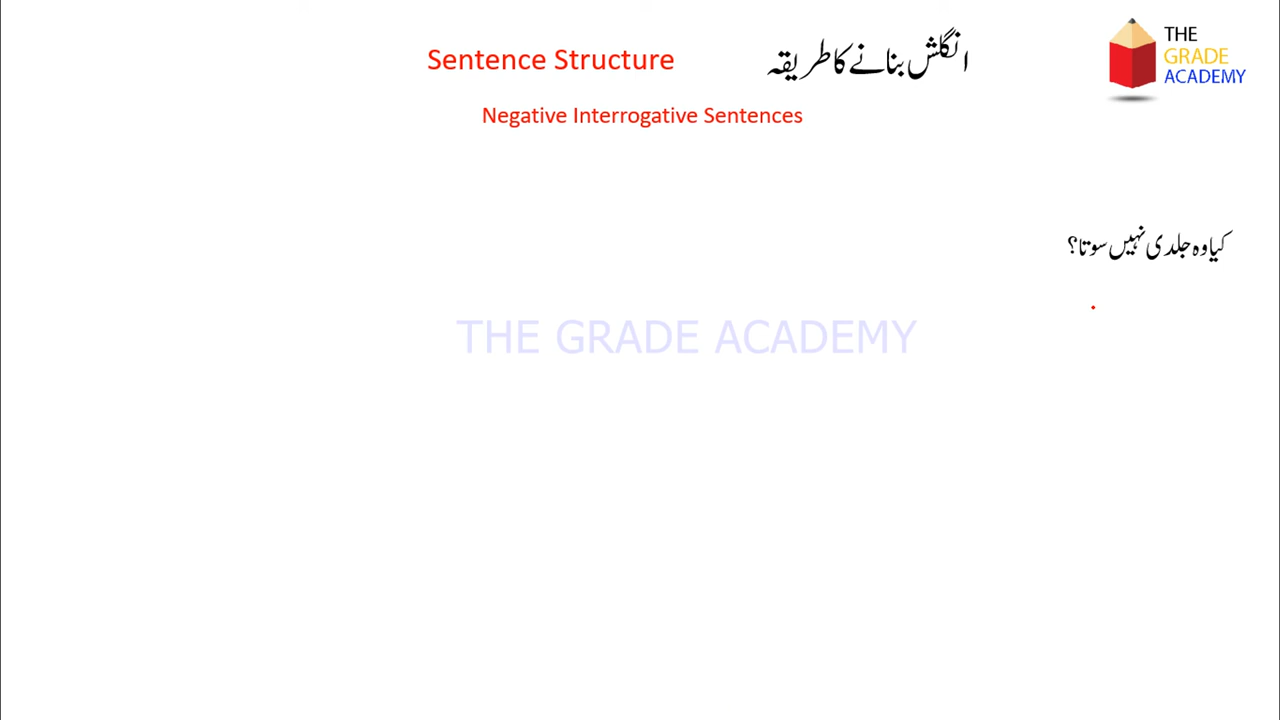 Sentence Structure انگلش بنانے کا طریقہ
THE
GRADE
ACADEMY
Negative Interrogative Sentences
کیا وہ جلدی نہیں سوتا؟
THE GRADE ACADEMY